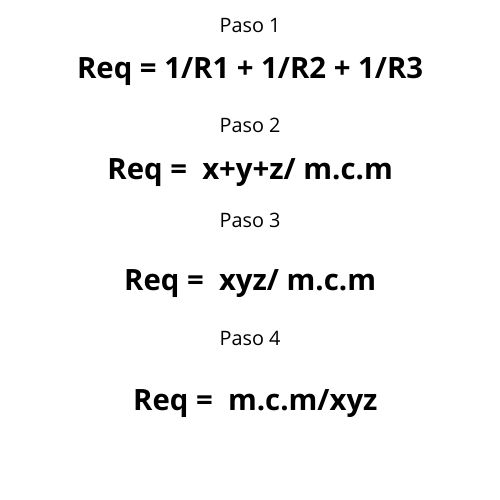 Paso 1
Req = 1/R1 + 1/R2 + 1/R3
Paso 2
Req = x+y+z/ m.c.m
Paso 3
Req = xyz/ m.c.m
Paso 4
Req = m.c.m/xyz